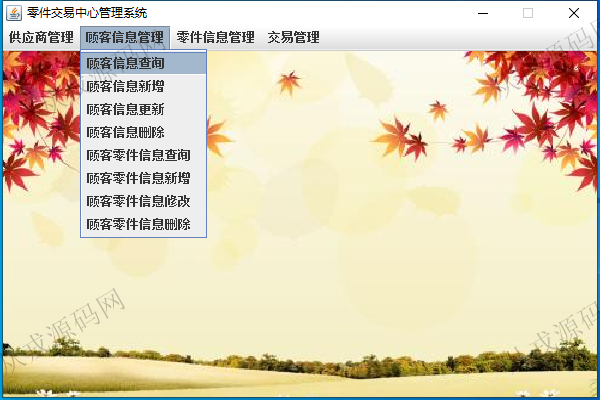 零件交易中心管理系统
供应商管理 顾客信息管理 零件信息管理 交易管理
顾客信息查询
顾客信息新增
顾客信息更新
顾客信息删除
顾客零件信息查询
顾客零件信息新增
顾客零件信息修改
顾客零件信息删除
从戎源码网
从戎源码网